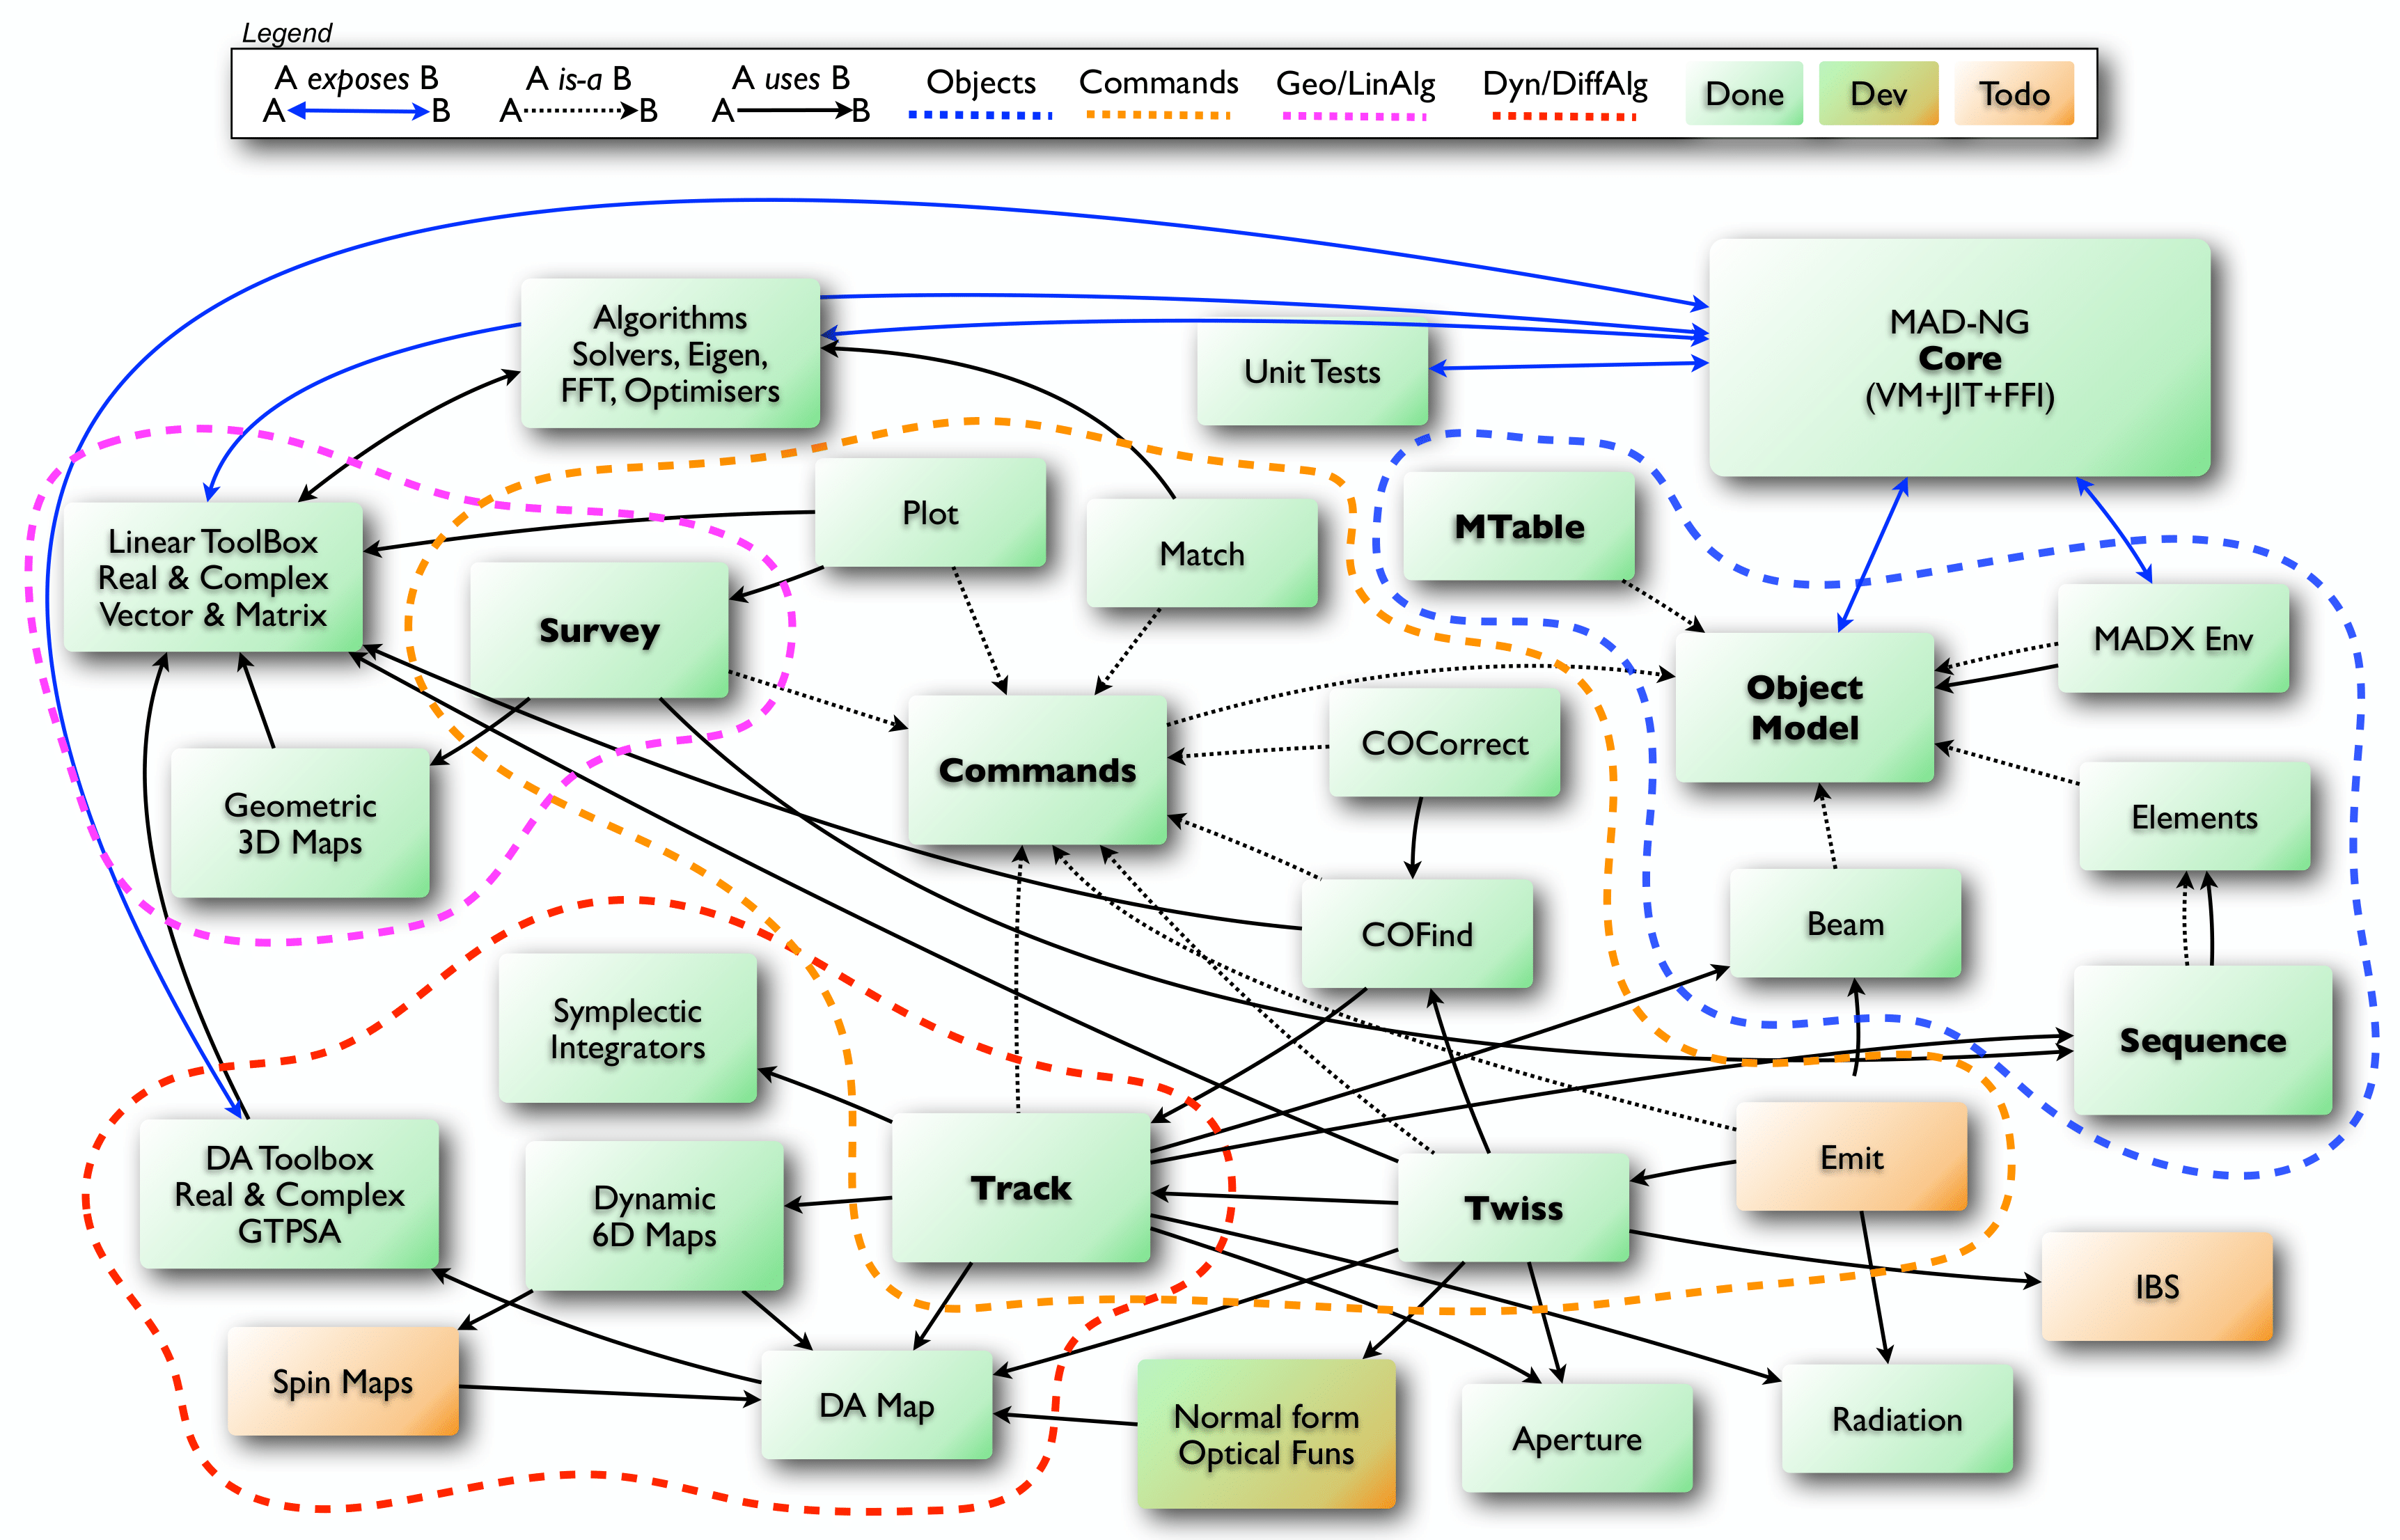 Legend
A exposes B
A B
A is-a B
A B
A uses B
A B
Objects
Commands
Geo/LinAlg
Dyn/DiffAlg
Done
Dev
Todo
Algorithms
Solvers, Eigen,
FFT, Optimisers
Unit Tests
MAD-NG
Core
(VM+JIT+FFI)
Linear ToolBox
Real & Complex
Vector & Matrix
Plot
Match
MTable
Survey
Object
Model
MADX Env
Geometric
3D Maps
Commands
COCorrect
Elements
COFind
Beam
Symplectic
Integrators
Sequence
DA Toolbox
Real & Complex
GTPSA
Dynamic
6D Maps
Track
Twiss
Emit
IBS
Spin Maps
DA Map
Normal form
Optical Funs
Aperture
Radiation